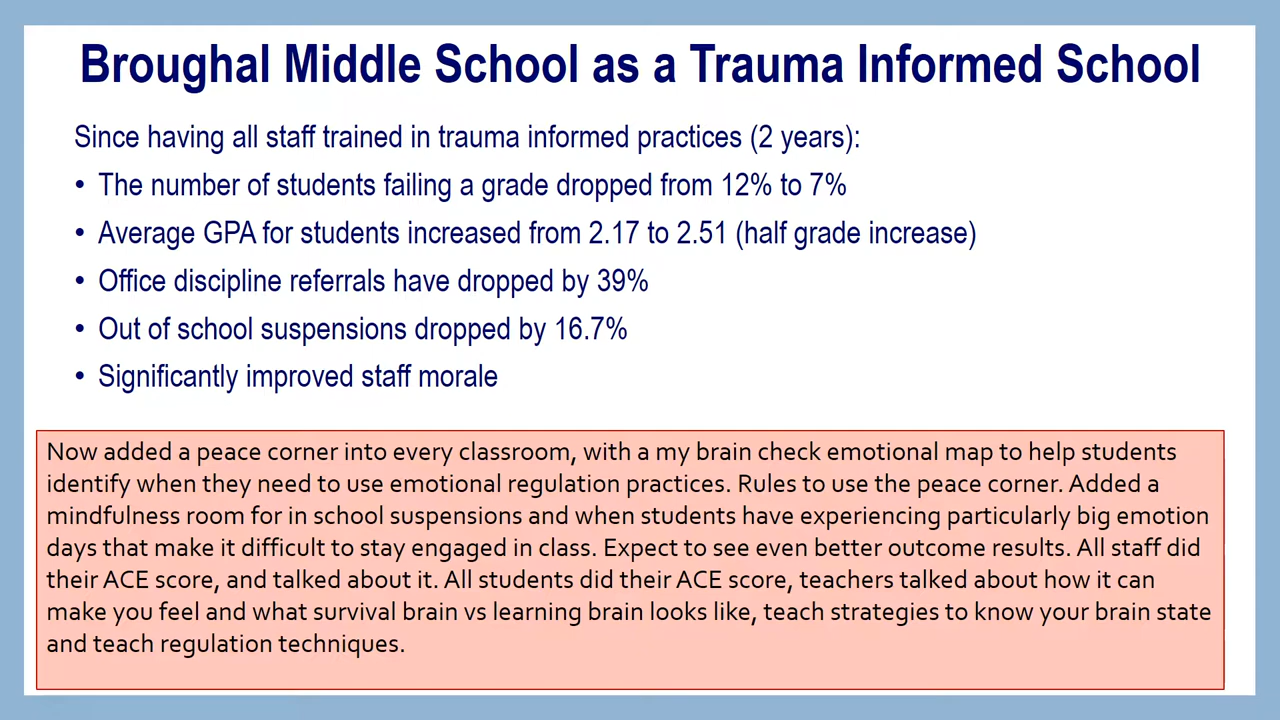 Broughal Middle School as a Trauma Informed School
Since having all staff trained in trauma informed practices (2 years):
• The number of students failing a grade dropped from 12% to 7%
• Average GPA for students increased from 2.17 to 2.51 (half grade increase)
• Office discipline referrals have dropped by 39%
• Out of school suspensions dropped by 16.7%
• Significantly improved staff morale
Now added a peace corner into every classroom, with a my brain check emotional map to help students
identify when they need to use emotional regulation practices. Rules to use the peace corner. Added a
mindfulness room for in school suspensions and when students have experiencing particularly big emotion
days that make it difficult to stay engaged in class. Expect to see even better outcome results. All staff did
their ACE score, and talked about it. All students did their ACE score, teachers talked about how it can
make you feel and what survival brain vs learning brain looks like, teach strategies to know your brain state
and teach regulation techniques.